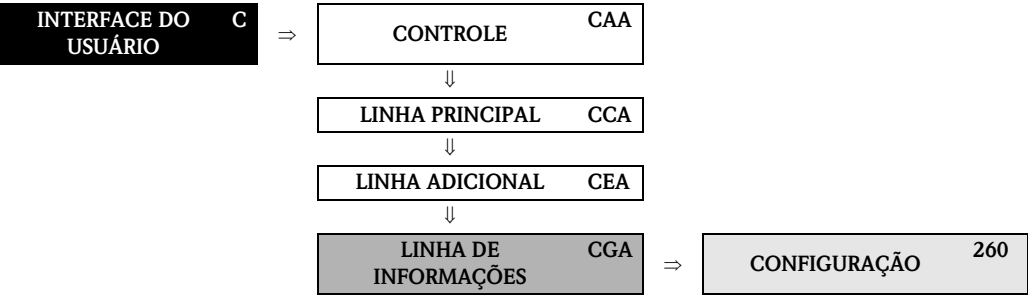 INTERFACE DO USUÁRIO C ⇒ CONTROLE CAA
⇓
LINHA PRINCIPAL CCA
⇓
LINHA ADICIONAL CEA
⇓
LINHA DE INFORMAÇÕES CGA ⇒ CONFIGURAÇÃO 260